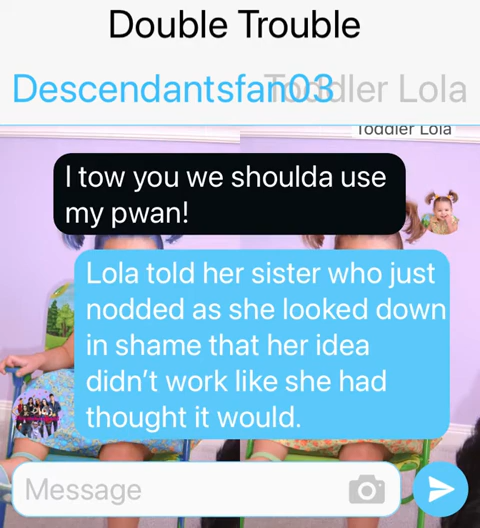 Double Trouble
Descendantsfan03
Toddler Lola
Toddler Lola
I tow you we shoulda use
my pwan!
Lola told her sister who just
nodded as she looked down
in shame that her idea
didn't work like she had
thought it would.
Message